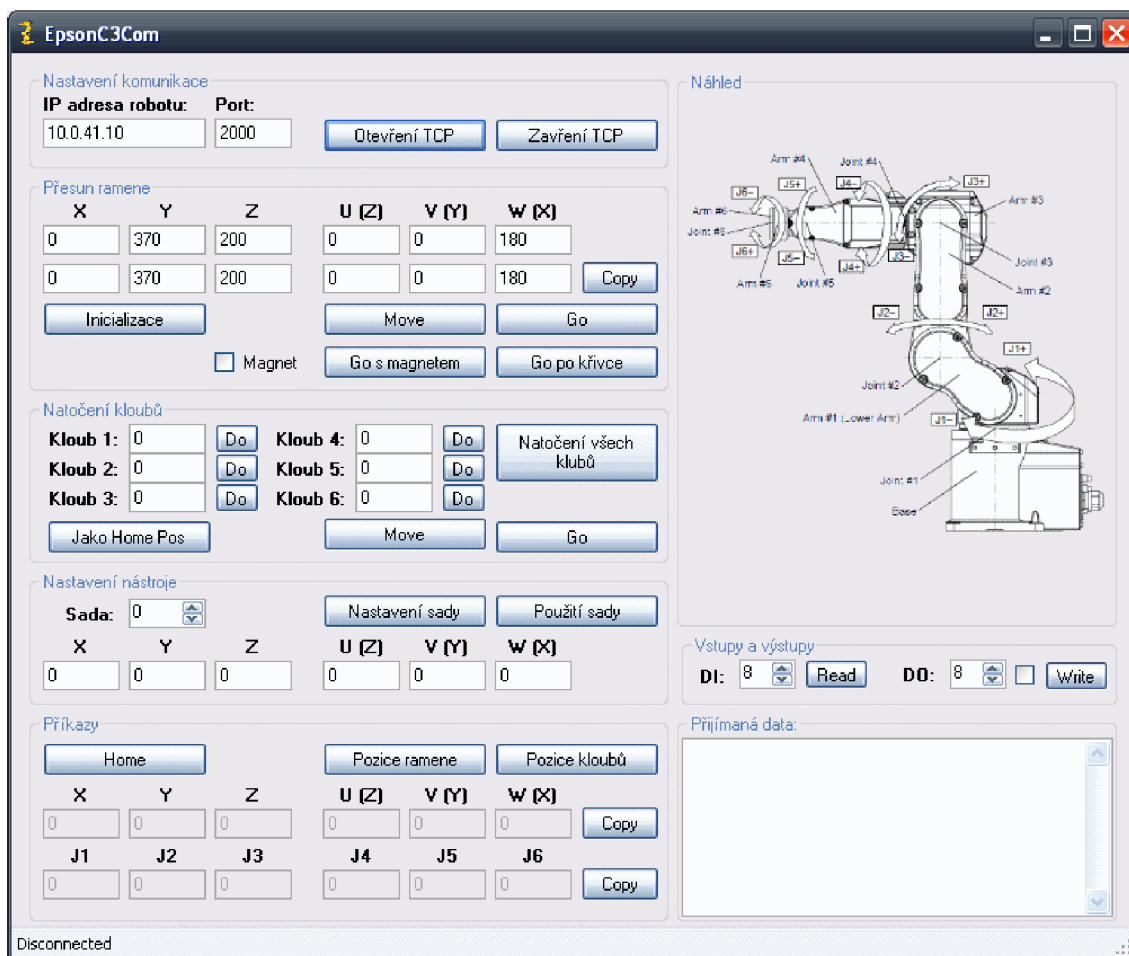 EpsonC3Com
Nastavení komunikace
IP adresa robotu: Port:
10.0.41.10 2000 Otevření TCP Zavření TCP
Přesun ramene
X Y Z U (Z) V (Y) W (X)
0 370 200 0 0 180
0 370 200 0 0 180 Copy
Inicializace Move Go
Magnet Go s magnetem Go po křivce
Natočení kloubů
Kloub 1: 0 Do Kloub 4: 0 Do Natočení všech
klubů
Kloub 2: 0 Do Kloub 5: 0 Do
Kloub 3: 0 Do Kloub 6: 0 Do
Jako Home Pos Move Go
Nastavení nástroje
Sada: 0 Nastavení sady Použití sady
X Y Z U (Z) V (Y) W (X)
0 0 0 0 0 0
Příkazy
Home Pozice ramene Pozice kloubů
X Y Z U (Z) V (Y) W (X)
0 0 0 0 0 0 Copy
J1 J2 J3 J4 J5 J6
0 0 0 0 0 0 Copy
Náhled
Arm #4 Joint #4
J6- J5+ J4- J3+
Arm #6 Arm #3
Joint #6
J6+ J5- J4+ J3-
Arm #5 Joint #5 Joint #3
Arm #2
J2- J2+
J1+
Joint #2
Arm #1 (Lower Arm) J1-
Joint #1
Base
Vstupy a výstupy
DI: 8 Read DO: 8 Write
Přijímaná data:
Disconnected